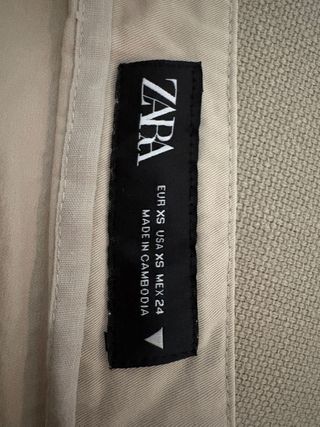 ZARA
EUR XS USA XS MEX 24
MADE IN CAMBODIA